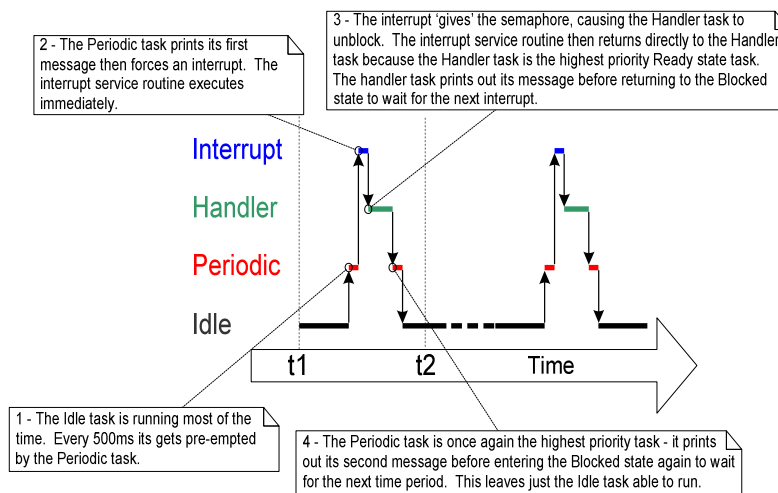 2 - The Periodic task prints its first
message then forces an interrupt. The
interrupt service routine executes
immediately.
3 - The interrupt 'gives' the semaphore, causing the Handler task to
unblock. The interrupt service routine then returns directly to the Handler
task because the Handler task is the highest priority Ready state task.
The handler task prints out its message before returning to the Blocked
state to wait for the next interrupt.
Interrupt
Handler
Periodic
Idle
t1
t2
Time
1 - The Idle task is running most of the
time. Every 500ms its gets pre-empted
by the Periodic task.
4 - The Periodic task is once again the highest priority task - it prints
out its second message before entering the Blocked state again to wait
for the next time period. This leaves just the Idle task able to run.